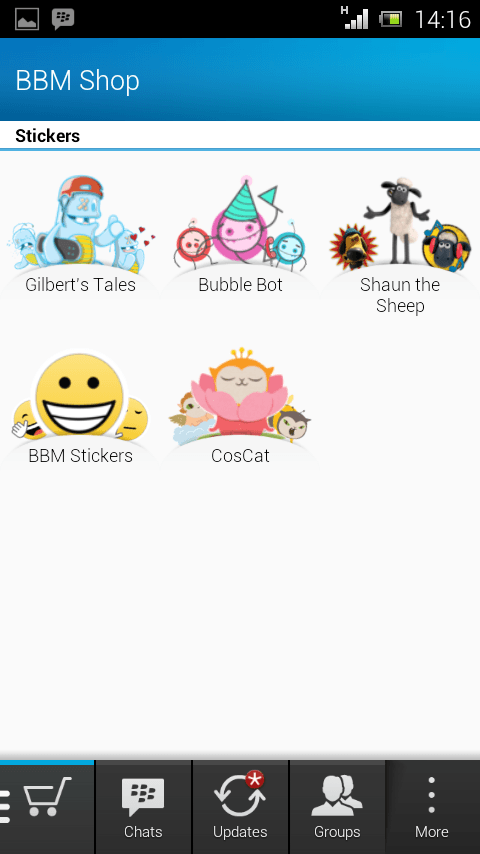 H
14:16
BBM Shop
Stickers
Gilbert's Tales
Bubble Bot
Shaun the
Sheep
BBM Stickers
CosCat
Chats
Updates
Groups
More